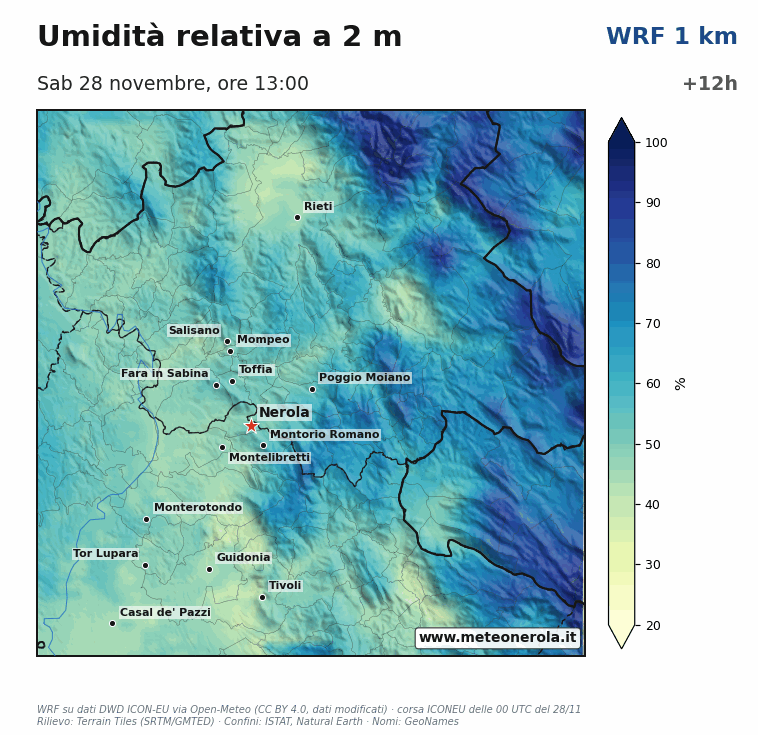 Umidità relativa a 2 m
WRF 1 km
Sab 28 novembre, ore 13:00
+12h
Rieti
Salisano
Mompeo
Toffia
Fara in Sabina
Poggio Moiano
Nerola
Montorio Romano
Montelibretti
Monterotondo
Tor Lupara
Guidonia
Tivoli
Casal de' Pazzi
www.meteonerola.it
100
90
80
70
60
50
40
30
20
%
WRF su dati DWD ICON-EU via Open-Meteo (CC BY 4.0, dati modificati) · corsa ICONEU delle 00 UTC del 28/11
Rilievo: Terrain Tiles (SRTM/GMTED) · Confini: ISTAT, Natural Earth · Nomi: GeoNames